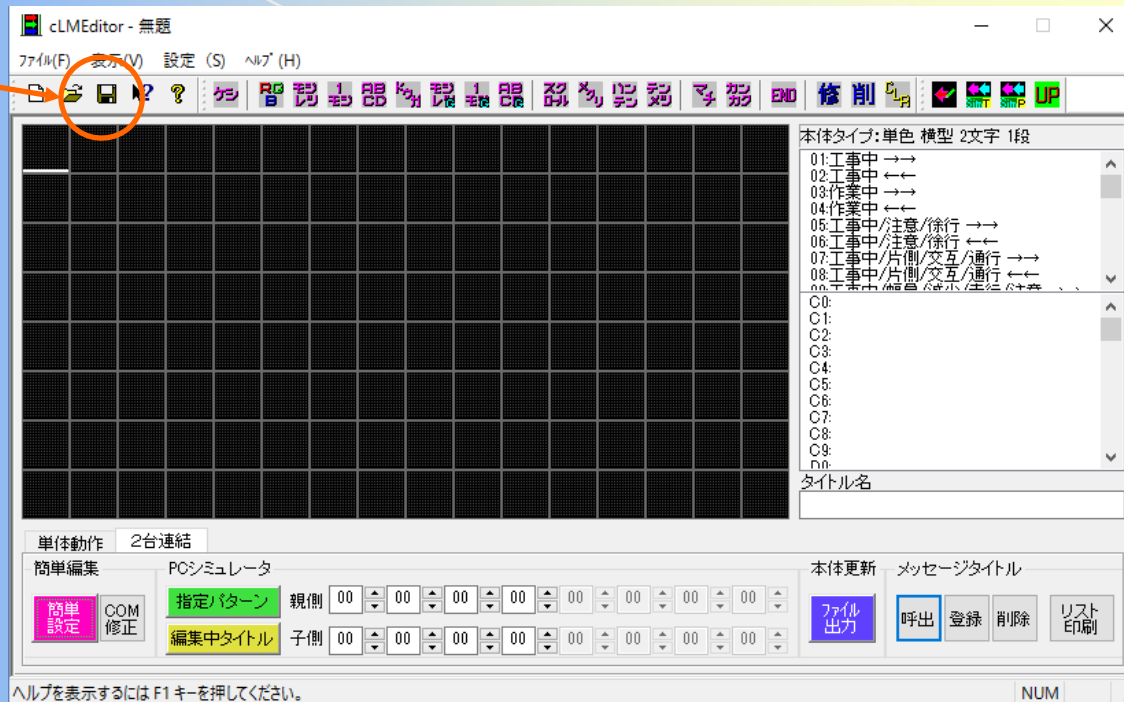 cLMEditor - 無題
ファイル(F) 表示(V) 設定 (S) ヘルプ(H)
ケシ RGB END 修 削 CLR UP
本体タイプ:単色 横型 2文字 1段
01:工事中 →→
02:工事中 ←←
03:作業中 →→
04:作業中 ←←
05:工事中/注意/徐行 →→
06:工事中/注意/徐行 ←←
07:工事中/片側/交互/通行 →→
08:工事中/片側/交互/通行 ←←
C0:
C1:
C2:
C3:
C4:
C5:
C6:
C7:
C8:
C9:
D0:
タイトル名
単体動作 2台連結
簡単編集 PCシミュレータ 本体更新 メッセージタイトル
簡単設定 COM修正 指定パターン 親側 00 00 00 00 00 00 00 00 ファイル出力 呼出 登録 削除 リスト印刷
編集中タイトル 子側 00 00 00 00 00 00 00 00
ヘルプを表示するには F1 キーを押してください。 NUM